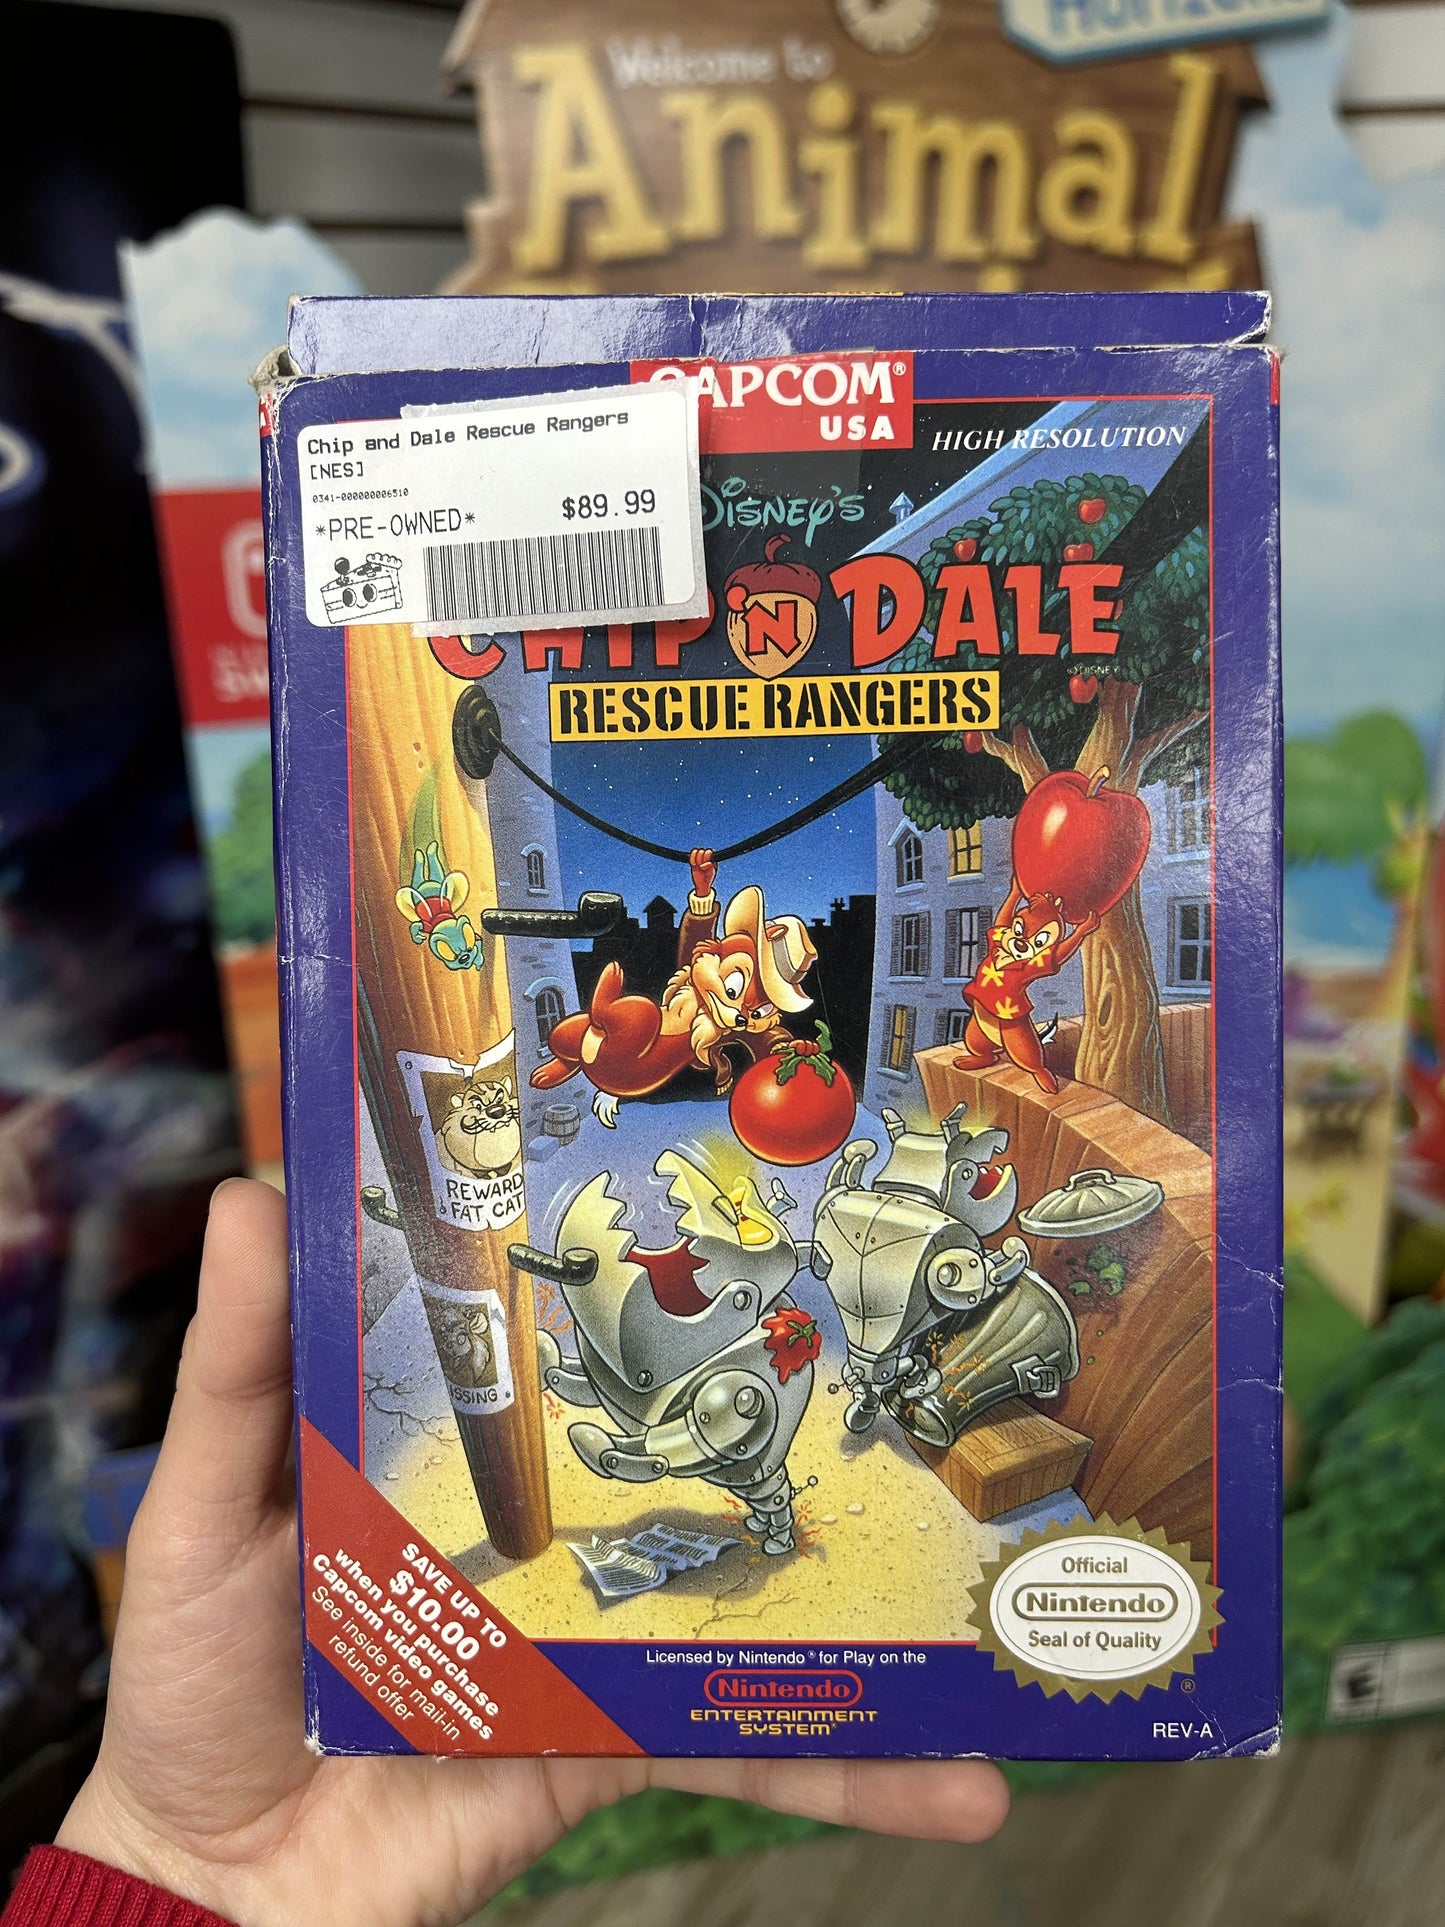 Welcome to
Animal
CAPCOM®
USA
HIGH RESOLUTION
Chip and Dale Rescue Rangers
[NES]
0341-000000006510
*PRE-OWNED*
$89.99
DISNEY'S
CHIP 'N DALE
© DISNEY
RESCUE RANGERS
REWARD
FAT CAT
ISSING
SAVE UP TO
$10.00
when you purchase
Capcom video games
See inside for mail-in
refund offer
Official
Nintendo
Seal of Quality
®
Licensed by Nintendo® for Play on the
Nintendo
ENTERTAINMENT
SYSTEM®
REV-A
E